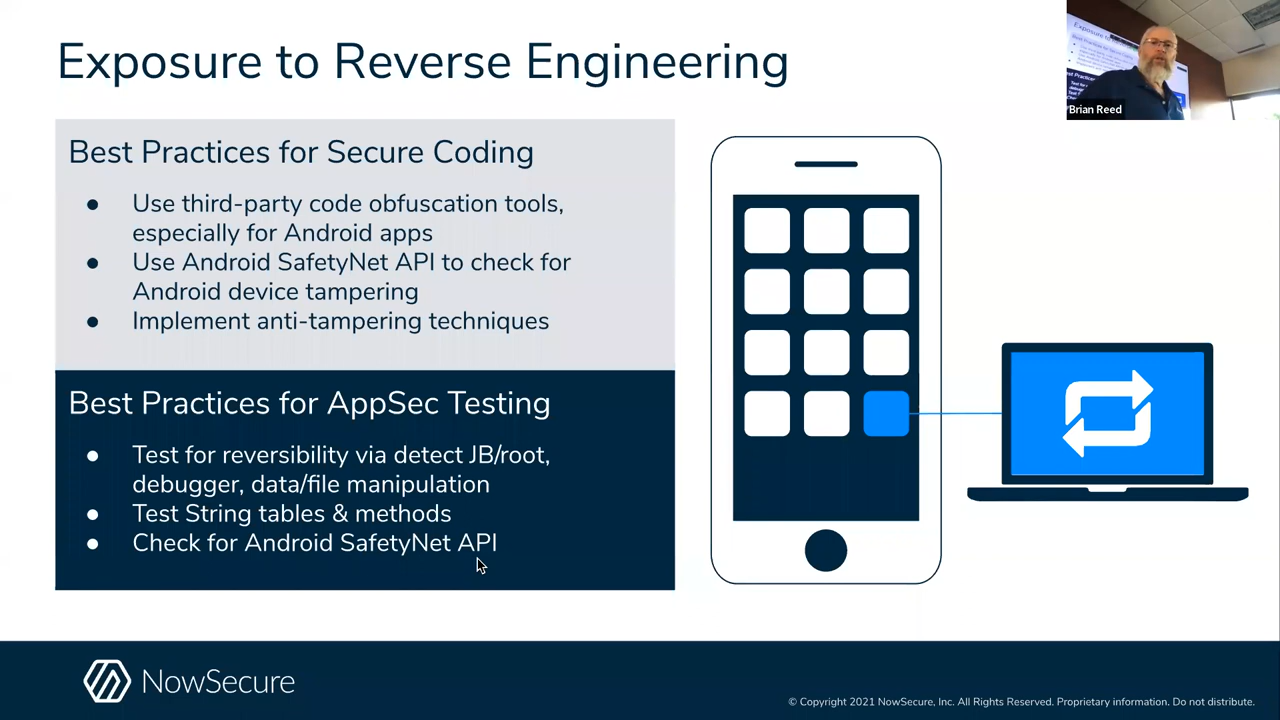 Exposure to Reverse Engineering
Brian Reed
Best Practices for Secure Coding
● Use third-party code obfuscation tools,
especially for Android apps
● Use Android SafetyNet API to check for
Android device tampering
● Implement anti-tampering techniques
Best Practices for AppSec Testing
● Test for reversibility via detect JB/root,
debugger, data/file manipulation
● Test String tables & methods
● Check for Android SafetyNet API
NowSecure
© Copyright 2021 NowSecure, Inc. All Rights Reserved. Proprietary information. Do not distribute.